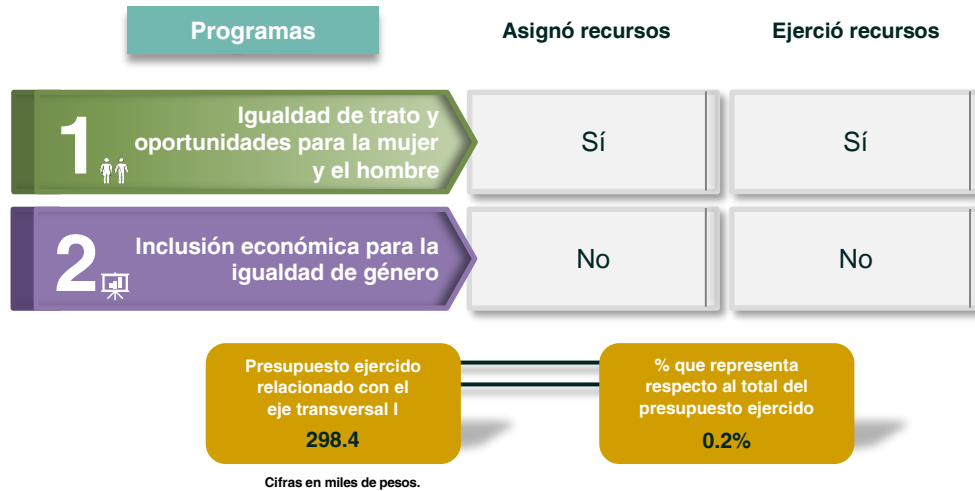 Programas
Asignó recursos
Ejerció recursos
1
Igualdad de trato y
oportunidades para la mujer
y el hombre
Sí
Sí
2
Inclusión económica para la
igualdad de género
No
No
Presupuesto ejercido
relacionado con el
eje transversal I
298.4
% que representa
respecto al total del
presupuesto ejercido
0.2%
Cifras en miles de pesos.